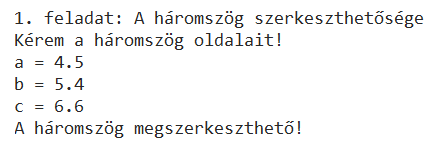 1. feladat: A háromszög szerkeszthetősége
Kérem a háromszög oldalait!
a = 4.5
b = 5.4
c = 6.6
A háromszög megszerkeszthető!